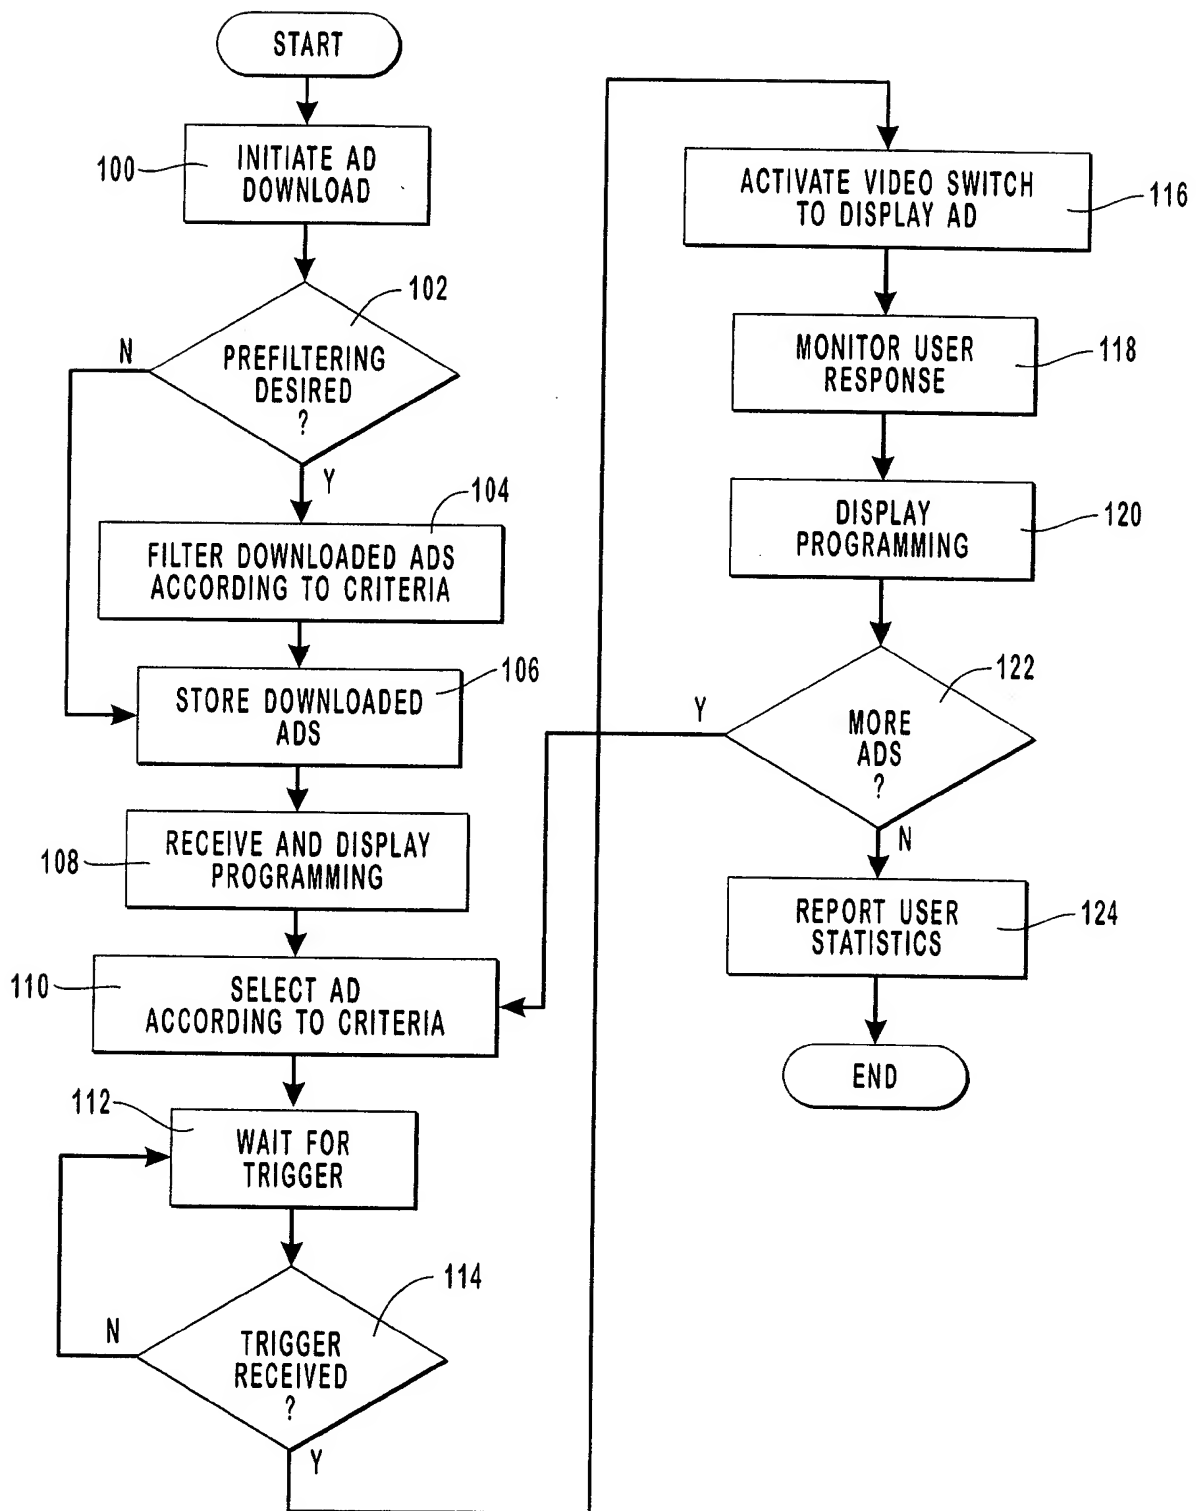 START
100
INITIATE AD
DOWNLOAD
102
N
PREFILTERING
DESIRED
?
Y
104
FILTER DOWNLOADED ADS
ACCORDING TO CRITERIA
106
STORE DOWNLOADED
ADS
108
RECEIVE AND DISPLAY
PROGRAMMING
110
SELECT AD
ACCORDING TO CRITERIA
112
WAIT FOR
TRIGGER
114
N
TRIGGER
RECEIVED
?
Y
ACTIVATE VIDEO SWITCH
TO DISPLAY AD
116
MONITOR USER
RESPONSE
118
DISPLAY
PROGRAMMING
120
122
Y
MORE
ADS
?
N
REPORT USER
STATISTICS
124
END